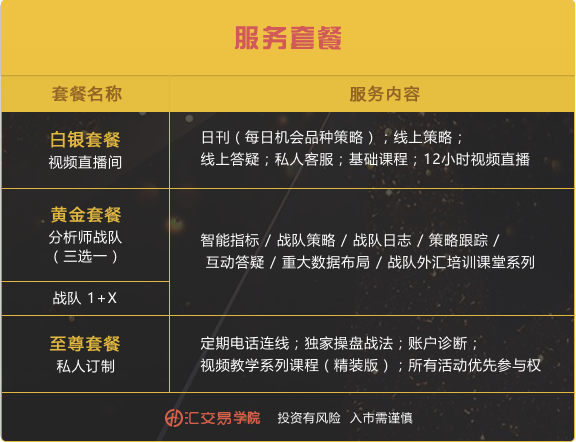 服务套餐
套餐名称
服务内容
白银套餐
视频直播间
日刊（每日机会品种策略）；线上策略；
线上答疑；私人客服；基础课程；12小时视频直播
黄金套餐
分析师战队
（三选一）
战队 1+X
智能指标 / 战队策略 / 战队日志 / 策略跟踪 /
互动答疑 / 重大数据布局 / 战队外汇培训课堂系列
至尊套餐
私人订制
定期电话连线；独家操盘战法；账户诊断；
视频教学系列课程（精装版）；所有活动优先参与权
汇交易学院 投资有风险 入市需谨慎